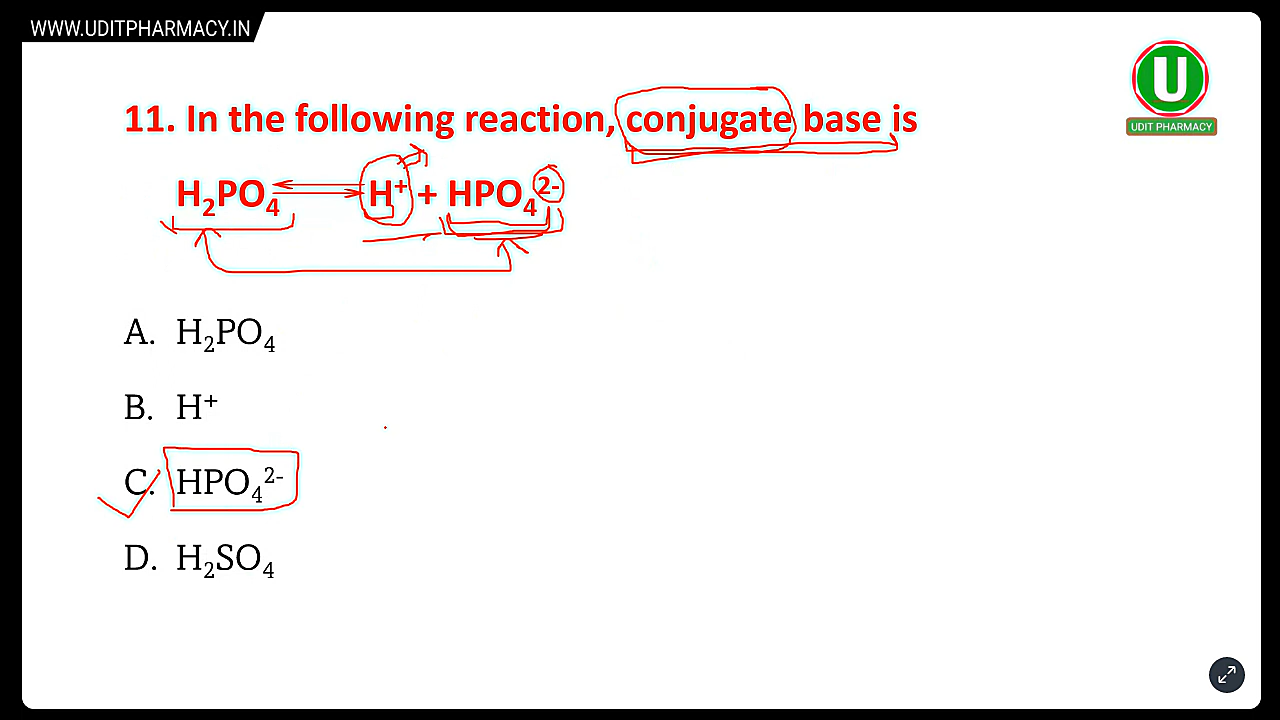 WWW.UDITPHARMACY.IN
U
UDIT PHARMACY
11. In the following reaction, conjugate base is
H₂PO₄ ⇌ H⁺ + HPO₄²⁻
A. H₂PO₄
B. H⁺
C. HPO₄²⁻
D. H₂SO₄